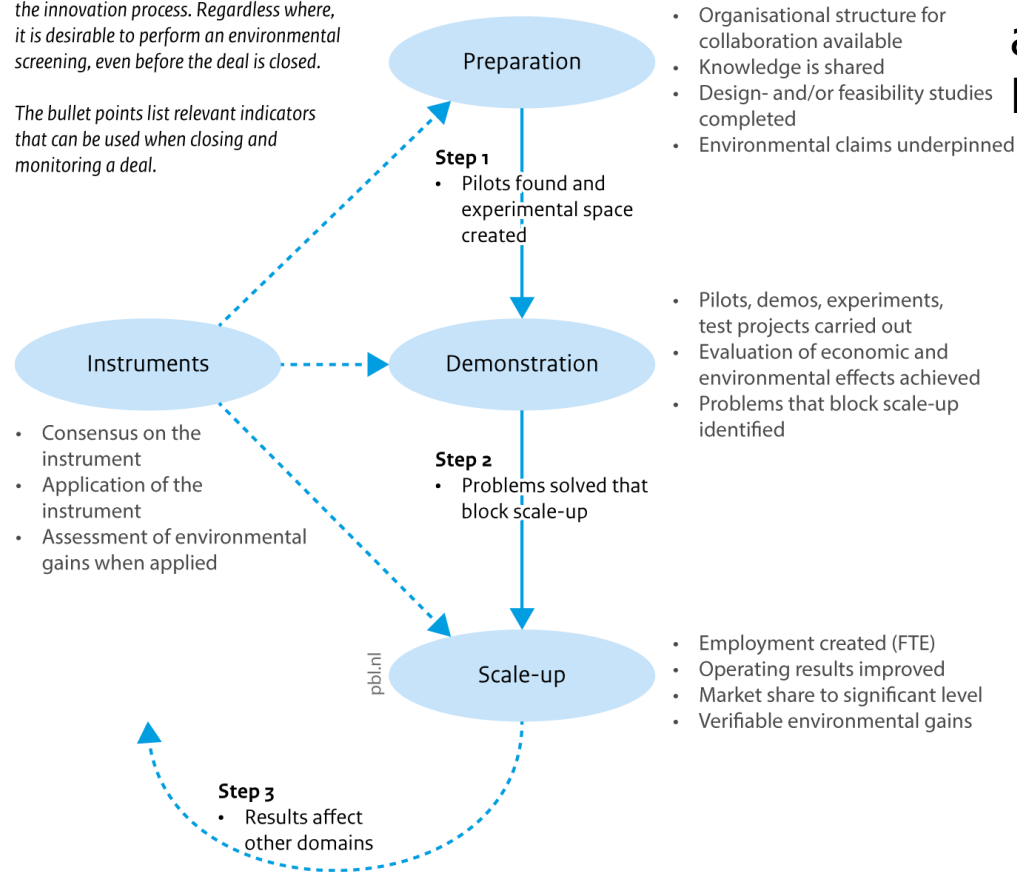 the innovation process. Regardless where,
it is desirable to perform an environmental
screening, even before the deal is closed.
The bullet points list relevant indicators
that can be used when closing and
monitoring a deal.
Preparation
• Organisational structure for
collaboration available
• Knowledge is shared
• Design- and/or feasibility studies
completed
• Environmental claims underpinned
Step 1
• Pilots found and
experimental space
created
Instruments
• Consensus on the
instrument
• Application of the
instrument
• Assessment of environmental
gains when applied
Demonstration
• Pilots, demos, experiments,
test projects carried out
• Evaluation of economic and
environmental effects achieved
• Problems that block scale-up
identified
Step 2
• Problems solved that
block scale-up
pbl.nl
Scale-up
• Employment created (FTE)
• Operating results improved
• Market share to significant level
• Verifiable environmental gains
Step 3
• Results affect
other domains